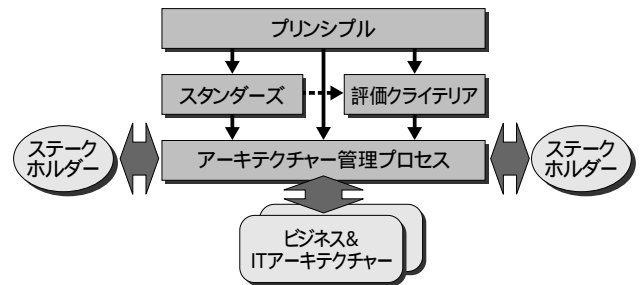 プリンシプル
スタンダーズ
評価クライテリア
ステーク
ホルダー
アーキテクチャー管理プロセス
ステーク
ホルダー
ビジネス&
ITアーキテクチャー